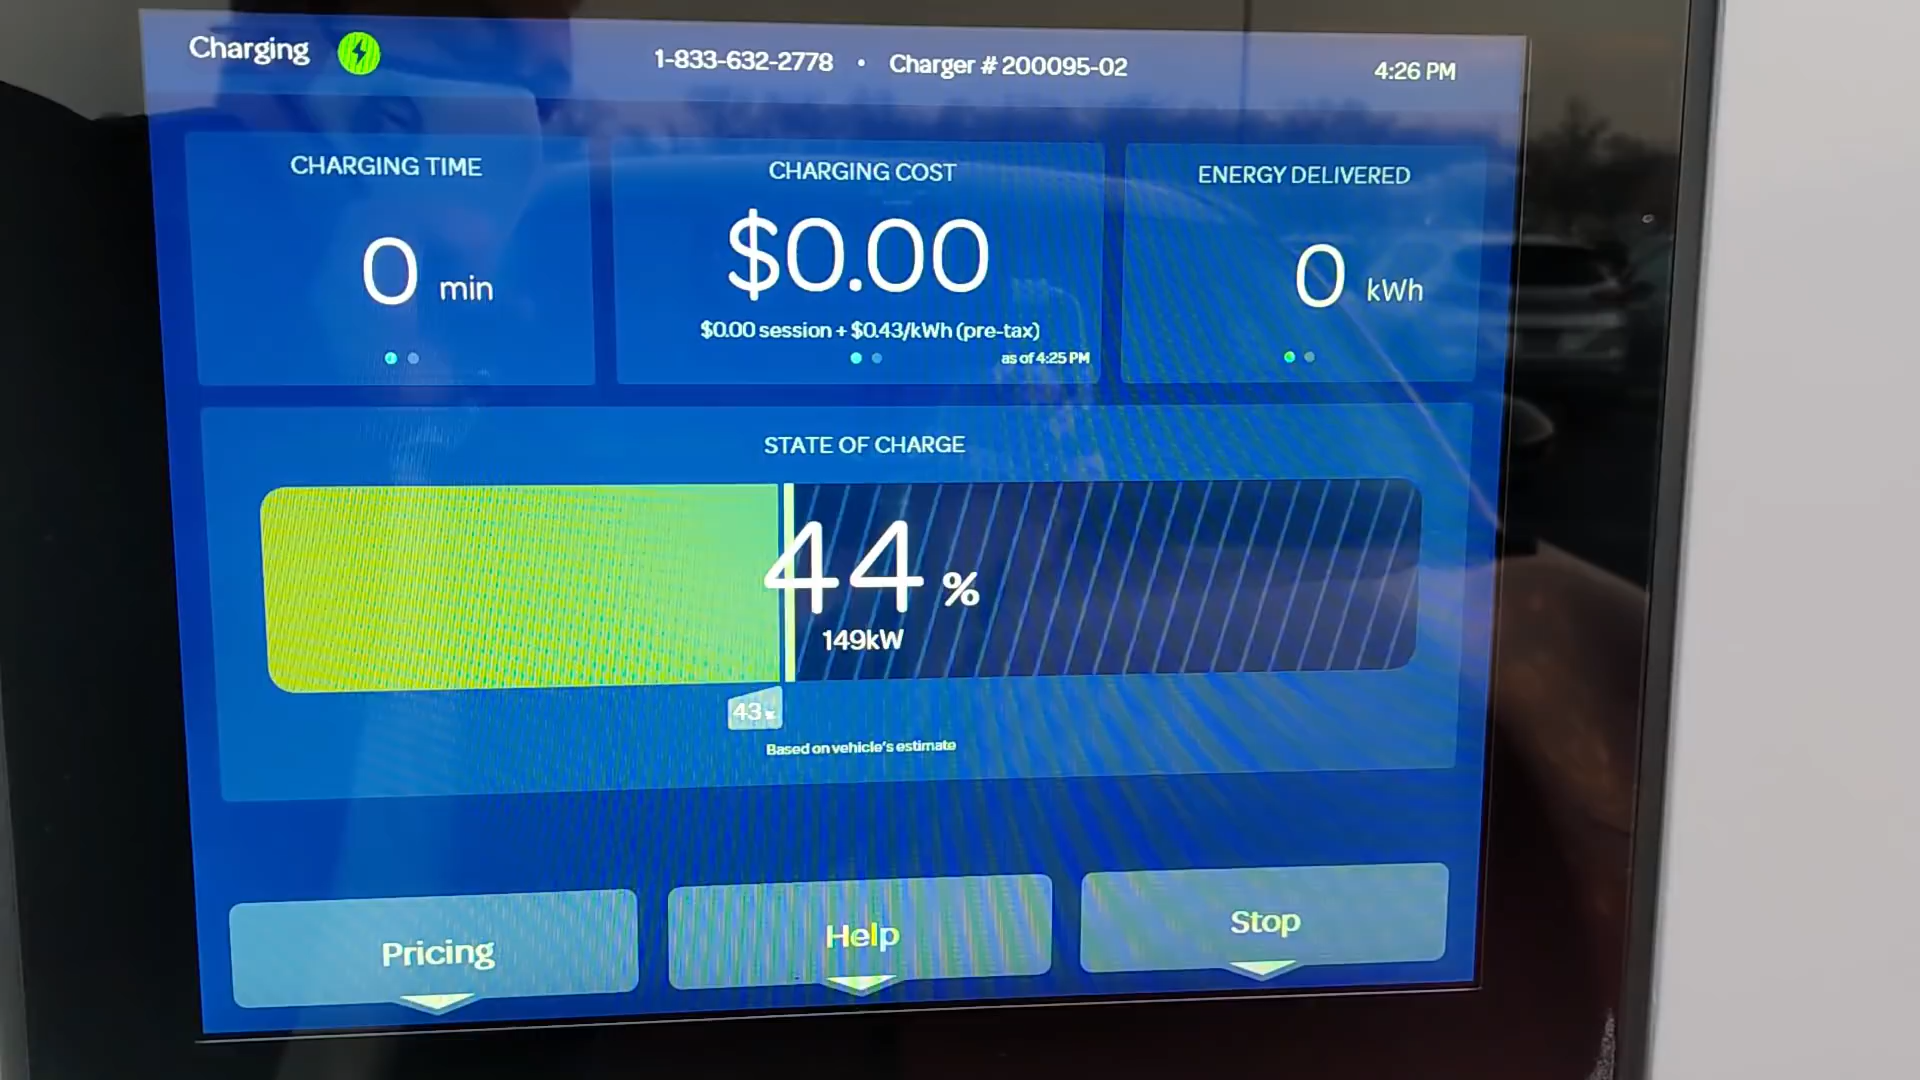 Charging
1-833-632-2778 • Charger # 200095-02
4:26 PM
CHARGING TIME
0 min
CHARGING COST
$0.00
$0.00 session + $0.43/kWh (pre-tax)
as of 4:25 PM
ENERGY DELIVERED
0 kWh
STATE OF CHARGE
44 %
149kW
43%
Based on vehicle's estimate
Pricing
Help
Stop